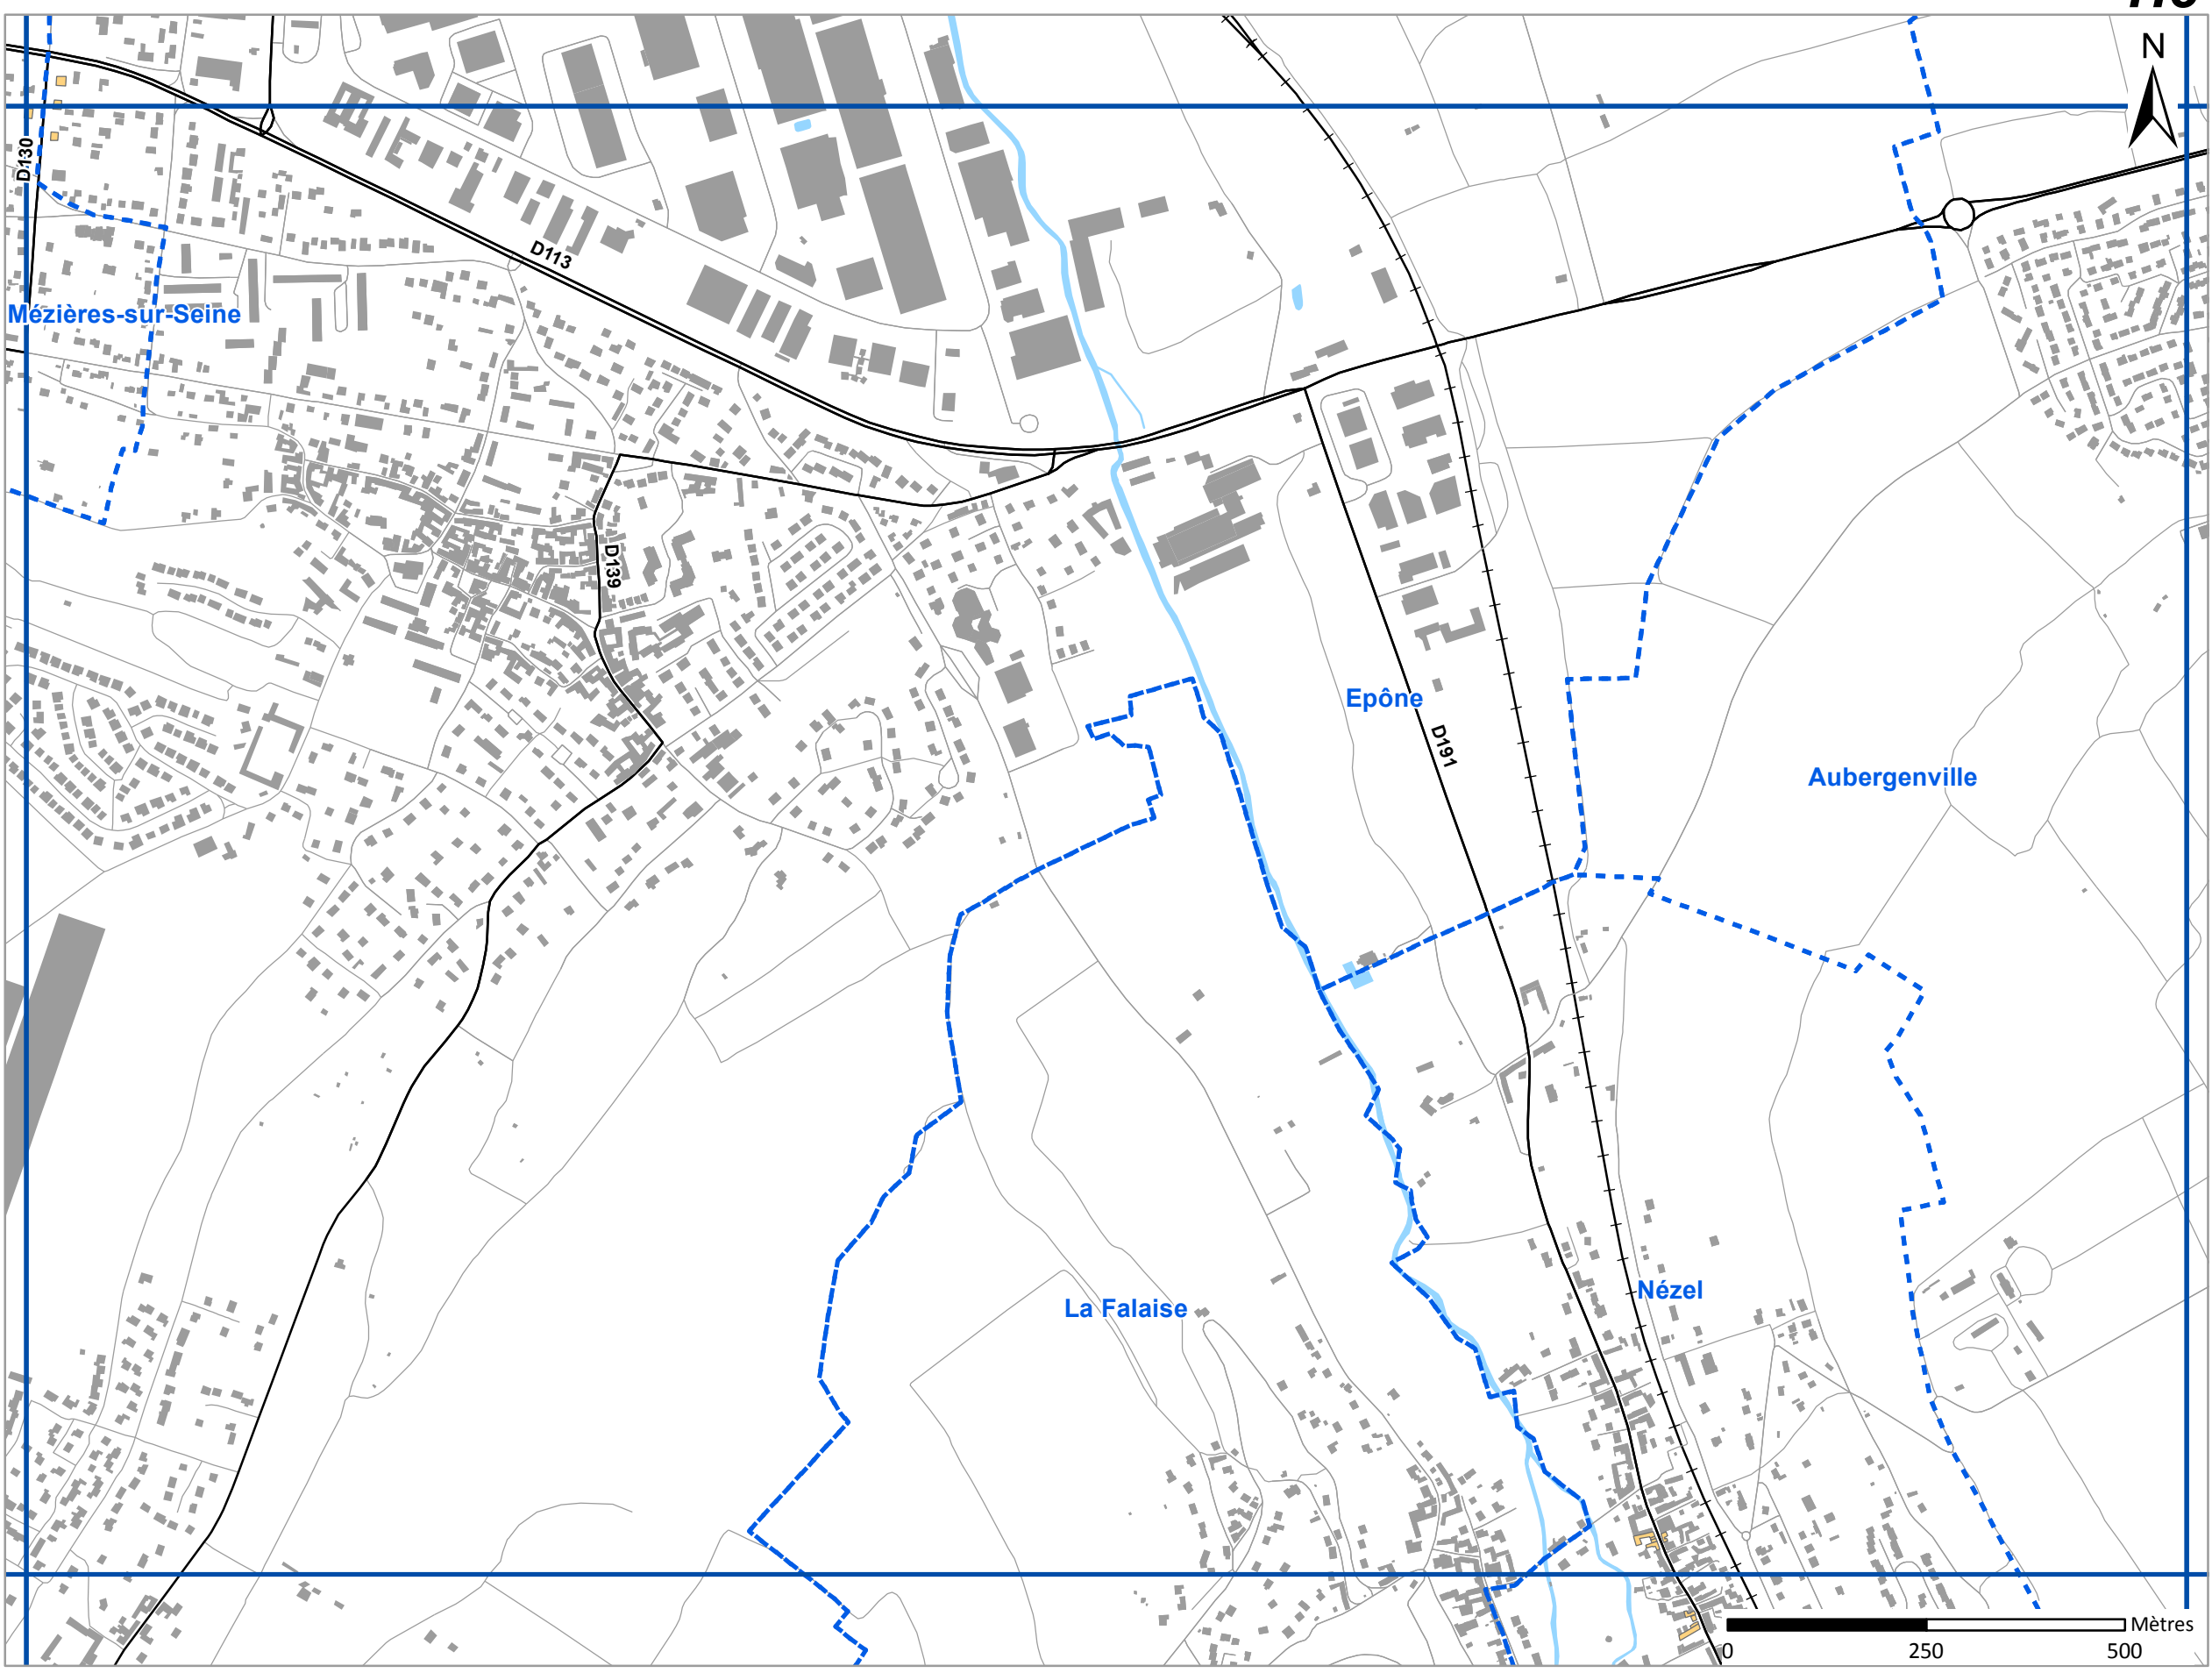 N
D130
D113
Mézières-sur-Seine
D139
Epône
D191
Aubergenville
Nézel
La Falaise
Mètres
0 250 500